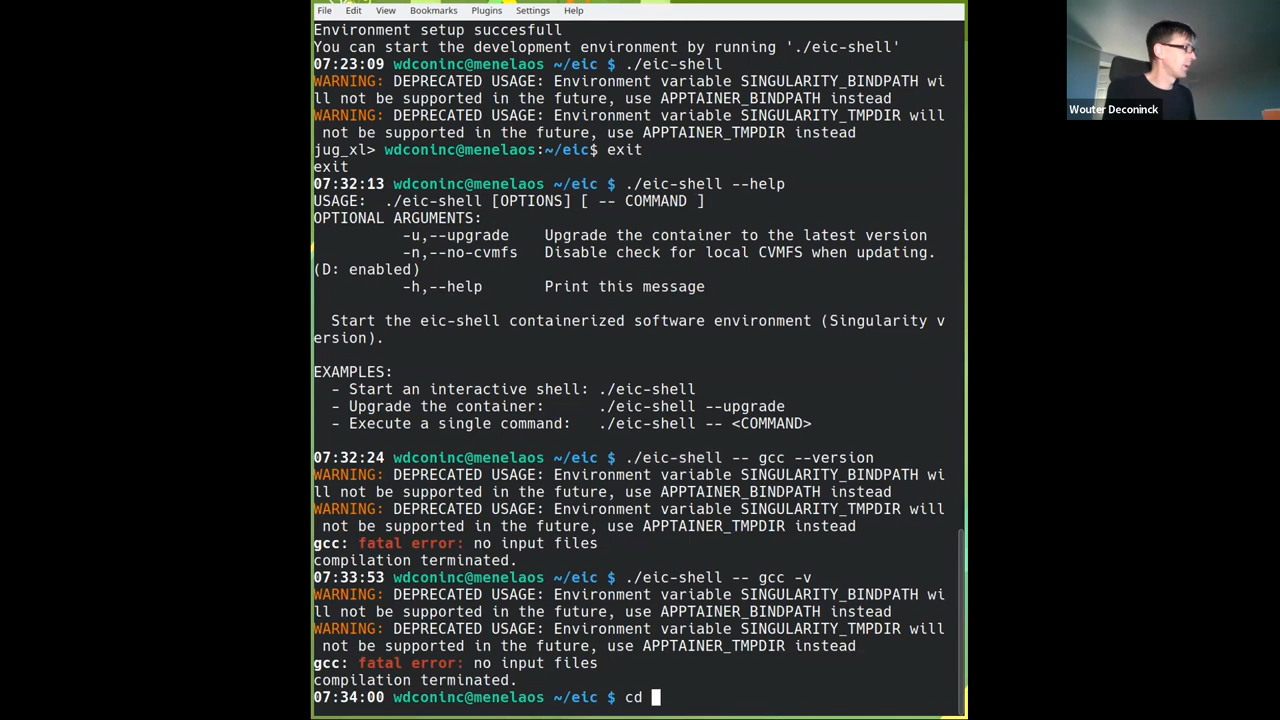 File Edit View Bookmarks Plugins Settings Help
Environment setup succesfull
You can start the development environment by running './eic-shell'
07:23:09 wdconinc@menelaos ~/eic $ ./eic-shell
WARNING: DEPRECATED USAGE: Environment variable SINGULARITY_BINDPATH wi
ll not be supported in the future, use APPTAINER_BINDPATH instead
WARNING: DEPRECATED USAGE: Environment variable SINGULARITY_TMPDIR will
 not be supported in the future, use APPTAINER_TMPDIR instead
jug_xl> wdconinc@menelaos:~/eic$ exit
exit
07:32:13 wdconinc@menelaos ~/eic $ ./eic-shell --help
USAGE:  ./eic-shell [OPTIONS] [ -- COMMAND ]
OPTIONAL ARGUMENTS:
          -u,--upgrade    Upgrade the container to the latest version
          -n,--no-cvmfs   Disable check for local CVMFS when updating.
(D: enabled)
          -h,--help       Print this message
  Start the eic-shell containerized software environment (Singularity v
ersion).
EXAMPLES:
  - Start an interactive shell: ./eic-shell
  - Upgrade the container:      ./eic-shell --upgrade
  - Execute a single command:   ./eic-shell -- <COMMAND>
07:32:24 wdconinc@menelaos ~/eic $ ./eic-shell -- gcc --version
WARNING: DEPRECATED USAGE: Environment variable SINGULARITY_BINDPATH wi
ll not be supported in the future, use APPTAINER_BINDPATH instead
WARNING: DEPRECATED USAGE: Environment variable SINGULARITY_TMPDIR will
 not be supported in the future, use APPTAINER_TMPDIR instead
gcc: fatal error: no input files
compilation terminated.
07:33:53 wdconinc@menelaos ~/eic $ ./eic-shell -- gcc -v
WARNING: DEPRECATED USAGE: Environment variable SINGULARITY_BINDPATH wi
ll not be supported in the future, use APPTAINER_BINDPATH instead
WARNING: DEPRECATED USAGE: Environment variable SINGULARITY_TMPDIR will
 not be supported in the future, use APPTAINER_TMPDIR instead
gcc: fatal error: no input files
compilation terminated.
07:34:00 wdconinc@menelaos ~/eic $ cd
Wouter Deconinck